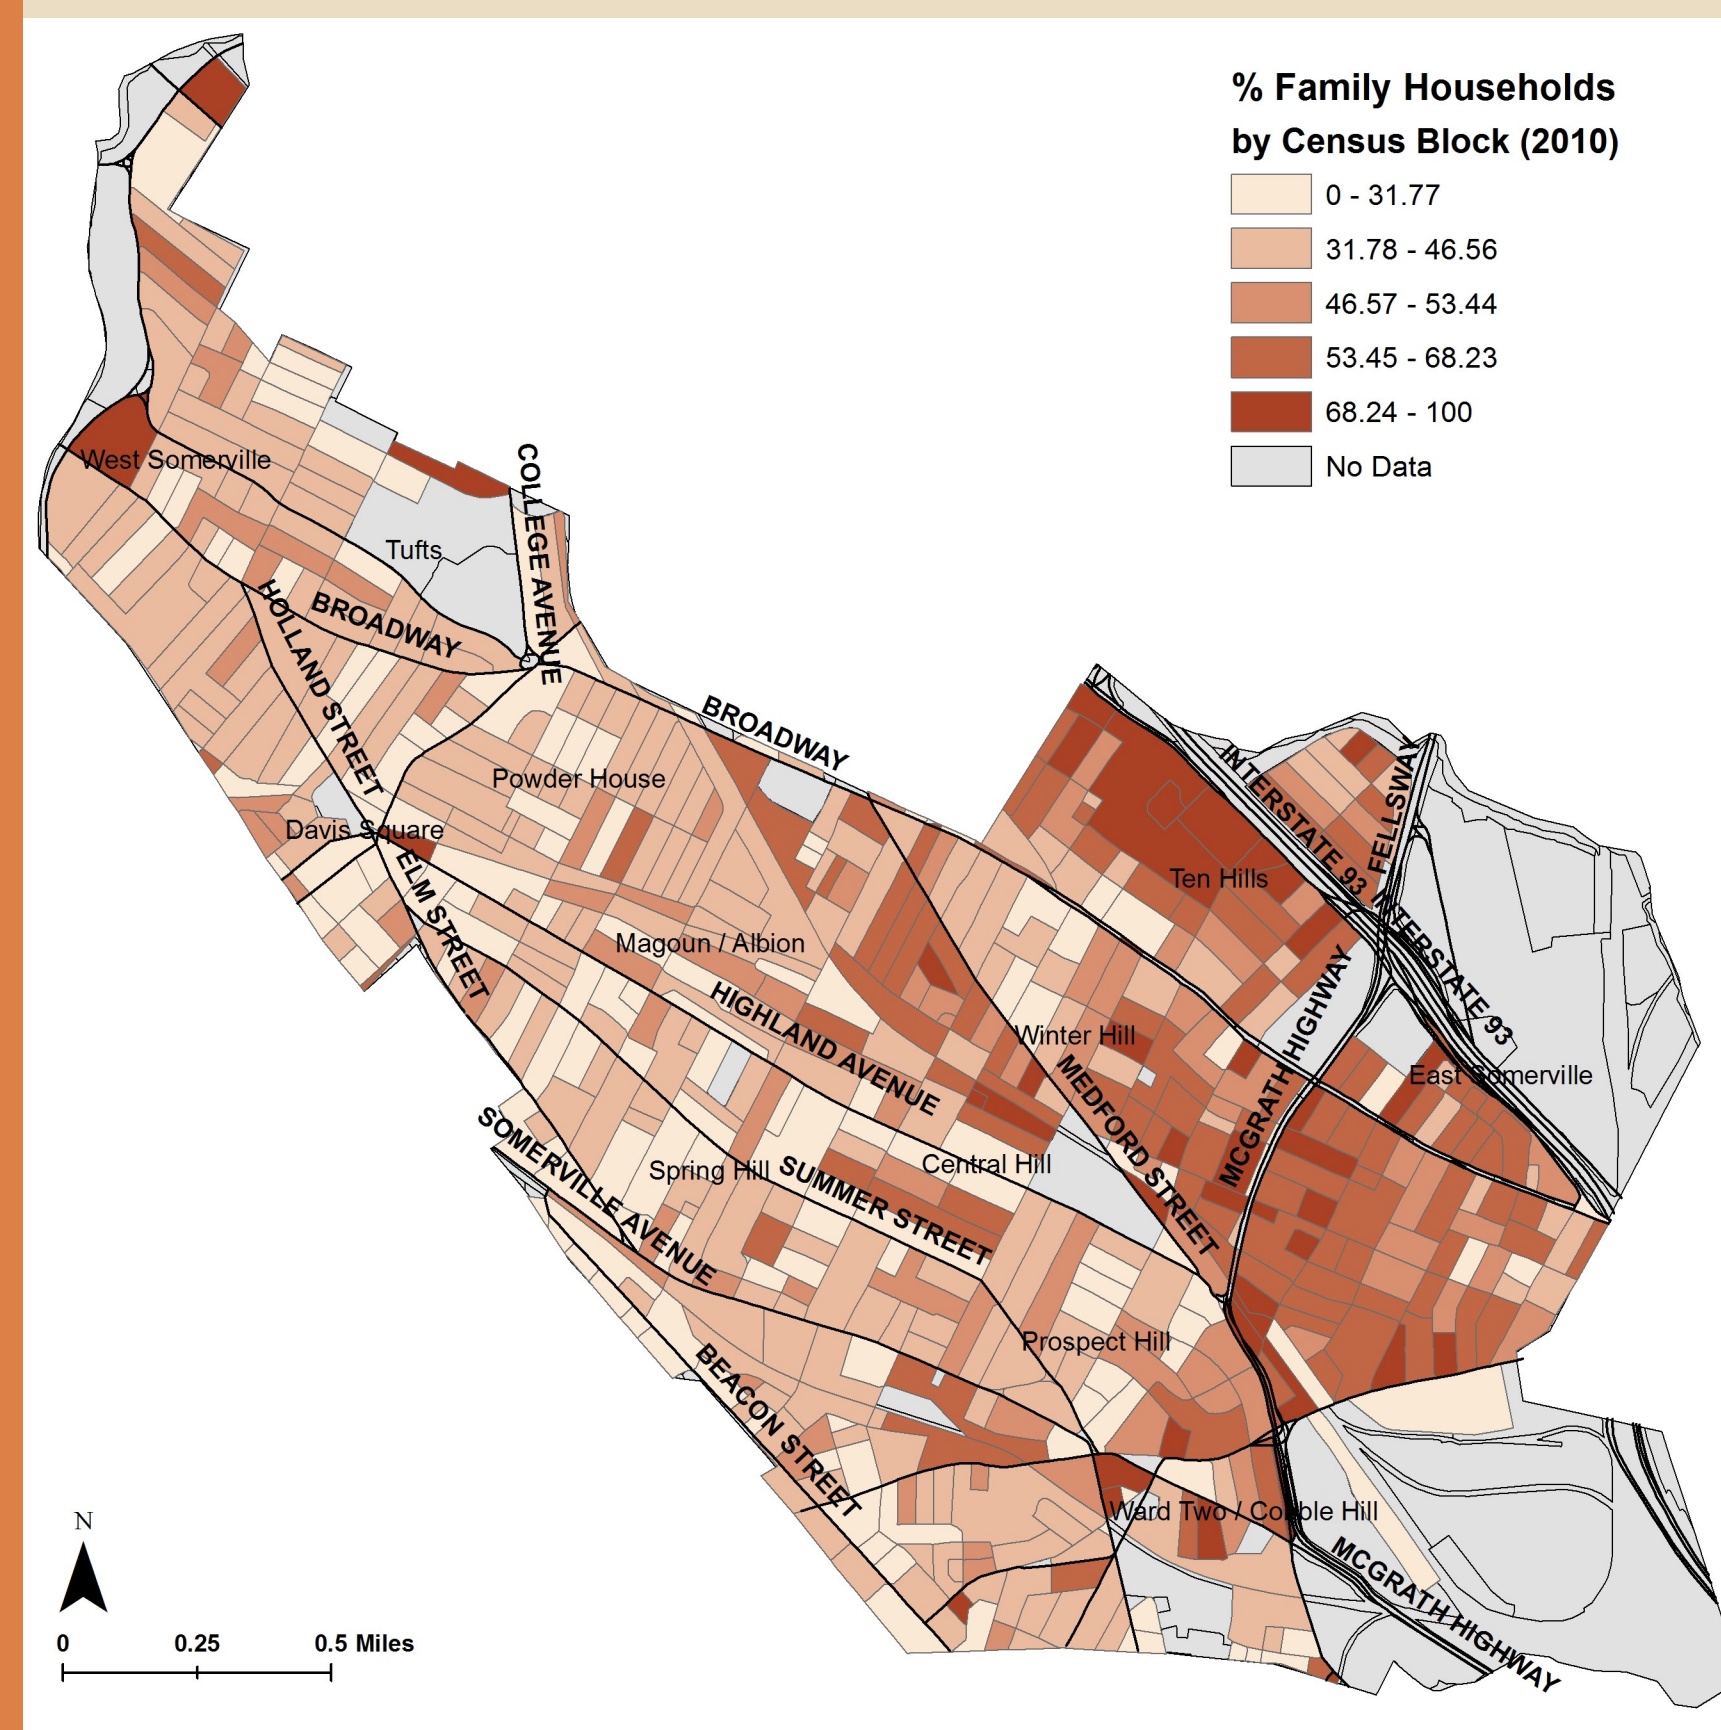 % Family Households
by Census Block (2010)
0 - 31.77
31.78 - 46.56
46.57 - 53.44
53.45 - 68.23
68.24 - 100
No Data
COLLEGE AVENUE
West Somerville
Tufts
HOLLAND STREET
BROADWAY
BROADWAY
Powder House
Davis Square
ELM STREET
INTERSTATE 93
FELLSWAY
Ten Hills
INTERSTATE 93
Magoun / Albion
HIGHLAND AVENUE
Winter Hill
MEDFORD STREET
MCGRATH HIGHWAY
East Somerville
SOMERVILLE AVENUE
Spring Hill
SUMMER STREET
Central Hill
Prospect Hill
BEACON STREET
Ward Two / Cobble Hill
MCGRATH HIGHWAY
N
0 0.25 0.5 Miles